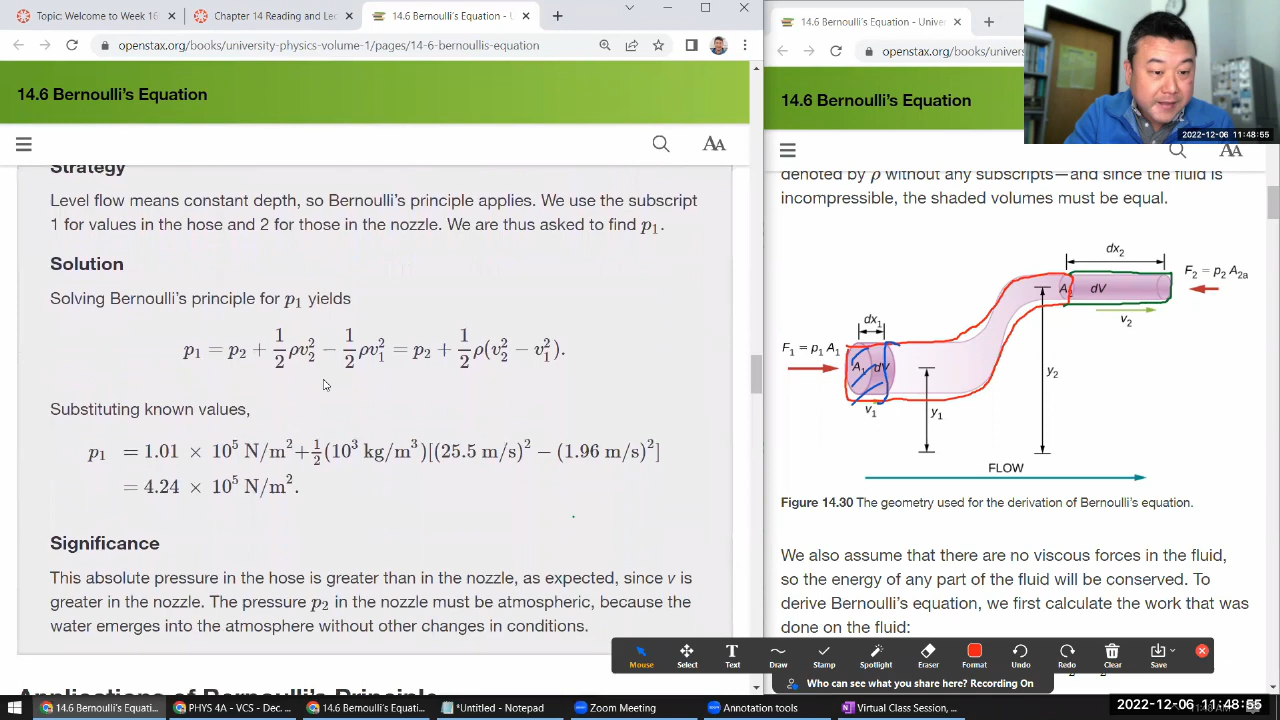 Topic: Welcome to Week 16
Chapter 14 Reading and Lec
14.6 Bernoulli's Equation - Univ
openstax.org/books/university-physics-volume-1/pages/14-6-bernoullis-equation
14.6 Bernoulli's Equation
AA
Strategy
Level flow means constant depth, so Bernoulli's principle applies. We use the subscript
1 for values in the hose and 2 for those in the nozzle. We are thus asked to find p₁.
Solution
Solving Bernoulli's principle for p₁ yields
p₁ = p₂ + 1/2 ρv₂² − 1/2 ρv₁² = p₂ + 1/2 ρ(v₂² − v₁²).
Substituting known values,
p₁ = 1.01 × 10⁵ N/m² + 1/2 (10³ kg/m³)[(25.5 m/s)² − (1.96 m/s)²]
= 4.24 × 10⁵ N/m².
Significance
This absolute pressure in the hose is greater than in the nozzle, as expected, since v is
greater in the nozzle. The pressure p₂ in the nozzle must be atmospheric, because the
water emerges into the atmosphere without other changes in conditions.
Applications of Bernoulli's Principle
14.6 Bernoulli's Equation - Univer
openstax.org/books/univers
14.6 Bernoulli's Equation
AA
2022-12-06 11:48:55
denoted by ρ without any subscripts—and since the fluid is
incompressible, the shaded volumes must be equal.
dx₂
F₂ = p₂ A₂ₐ
A₂
dV
v₂
dx₁
F₁ = p₁ A₁
A₁ dV
v₁
y₁
y₂
FLOW
Figure 14.30 The geometry used for the derivation of Bernoulli's equation.
We also assume that there are no viscous forces in the fluid,
so the energy of any part of the fluid will be conserved. To
derive Bernoulli's equation, we first calculate the work that was
done on the fluid:
Mouse Select Text Draw Stamp Spotlight Eraser Format Undo Redo Clear Save
Who can see what you share here? Recording On
14.6 Bernoulli's Equati...
PHYS 4A - VCS - Dec ...
14.6 Bernoulli's Equati...
*Untitled - Notepad
Zoom Meeting
Annotation tools
Virtual Class Session, ...
2022-12-06 11:48:55